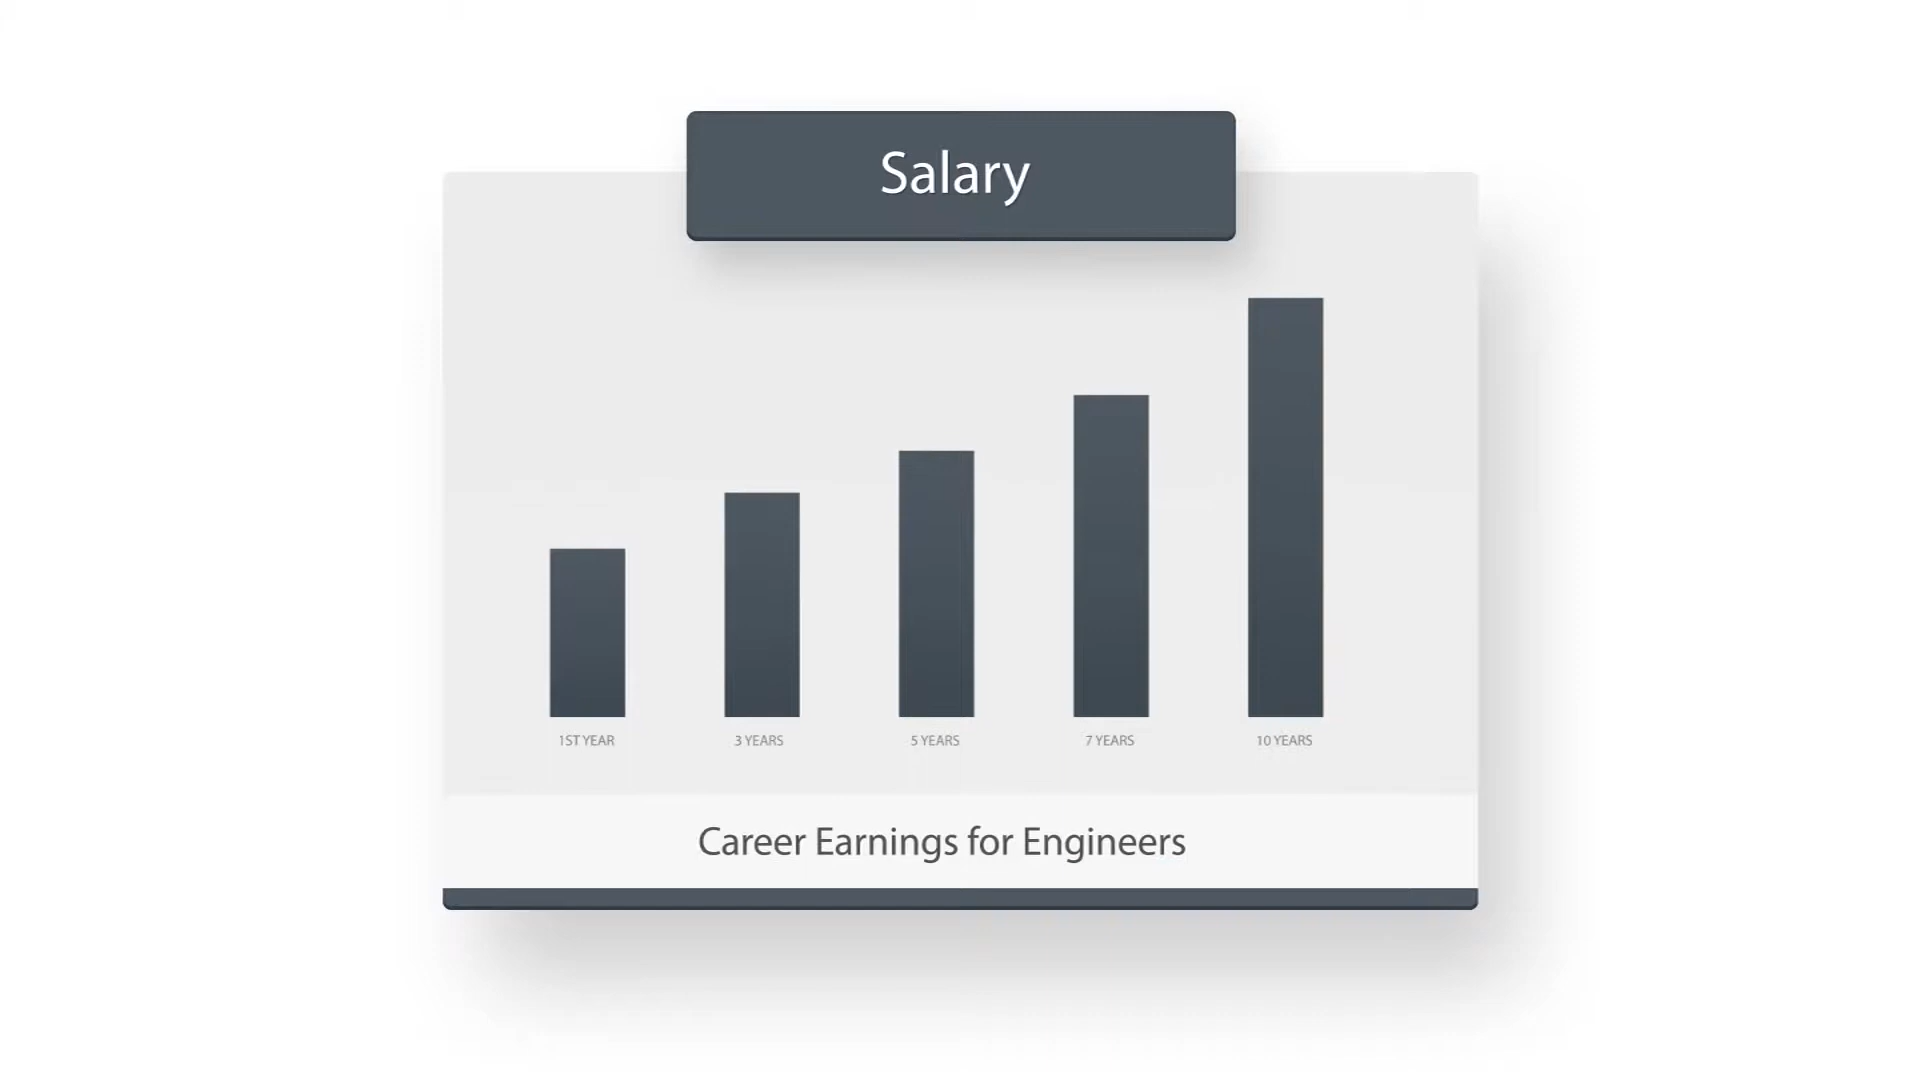 Salary
1ST YEAR
3 YEARS
5 YEARS
7 YEARS
10 YEARS
Career Earnings for Engineers